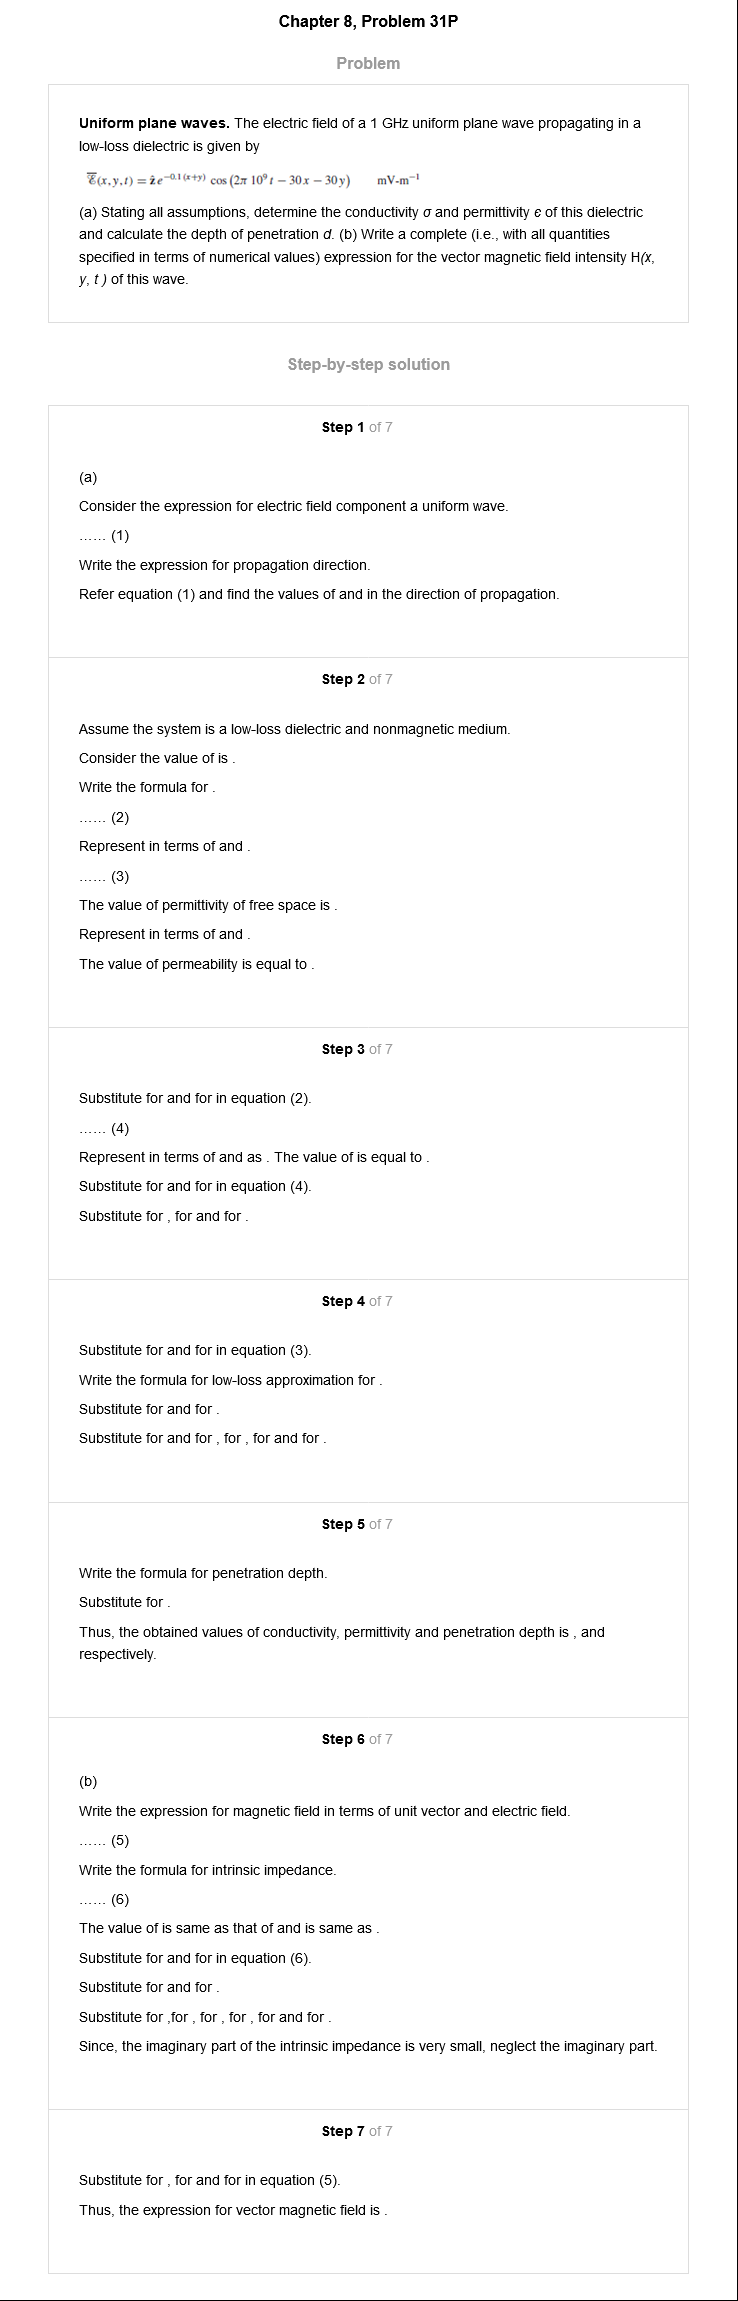 Chapter 8, Problem 31P
Problem
Uniform plane waves. The electric field of a 1 GHz uniform plane wave propagating in a
low-loss dielectric is given by
ℰ̅(x, y, t) = ẑe^{−0.1(x+y)} cos (2π 10⁹ t − 30x − 30y)    mV-m⁻¹
(a) Stating all assumptions, determine the conductivity σ and permittivity ϵ of this dielectric
and calculate the depth of penetration d. (b) Write a complete (i.e., with all quantities
specified in terms of numerical values) expression for the vector magnetic field intensity H(x,
y, t ) of this wave.
Step-by-step solution
Step 1 of 7
(a)
Consider the expression for electric field component a uniform wave.
...... (1)
Write the expression for propagation direction.
Refer equation (1) and find the values of and in the direction of propagation.
Step 2 of 7
Assume the system is a low-loss dielectric and nonmagnetic medium.
Consider the value of is .
Write the formula for .
...... (2)
Represent in terms of and .
...... (3)
The value of permittivity of free space is .
Represent in terms of and .
The value of permeability is equal to .
Step 3 of 7
Substitute for and for in equation (2).
...... (4)
Represent in terms of and as . The value of is equal to .
Substitute for and for in equation (4).
Substitute for , for and for .
Step 4 of 7
Substitute for and for in equation (3).
Write the formula for low-loss approximation for .
Substitute for and for .
Substitute for and for , for , for and for .
Step 5 of 7
Write the formula for penetration depth.
Substitute for .
Thus, the obtained values of conductivity, permittivity and penetration depth is , and
respectively.
Step 6 of 7
(b)
Write the expression for magnetic field in terms of unit vector and electric field.
...... (5)
Write the formula for intrinsic impedance.
...... (6)
The value of is same as that of and is same as .
Substitute for and for in equation (6).
Substitute for and for .
Substitute for ,for , for , for , for and for .
Since, the imaginary part of the intrinsic impedance is very small, neglect the imaginary part.
Step 7 of 7
Substitute for , for and for in equation (5).
Thus, the expression for vector magnetic field is .